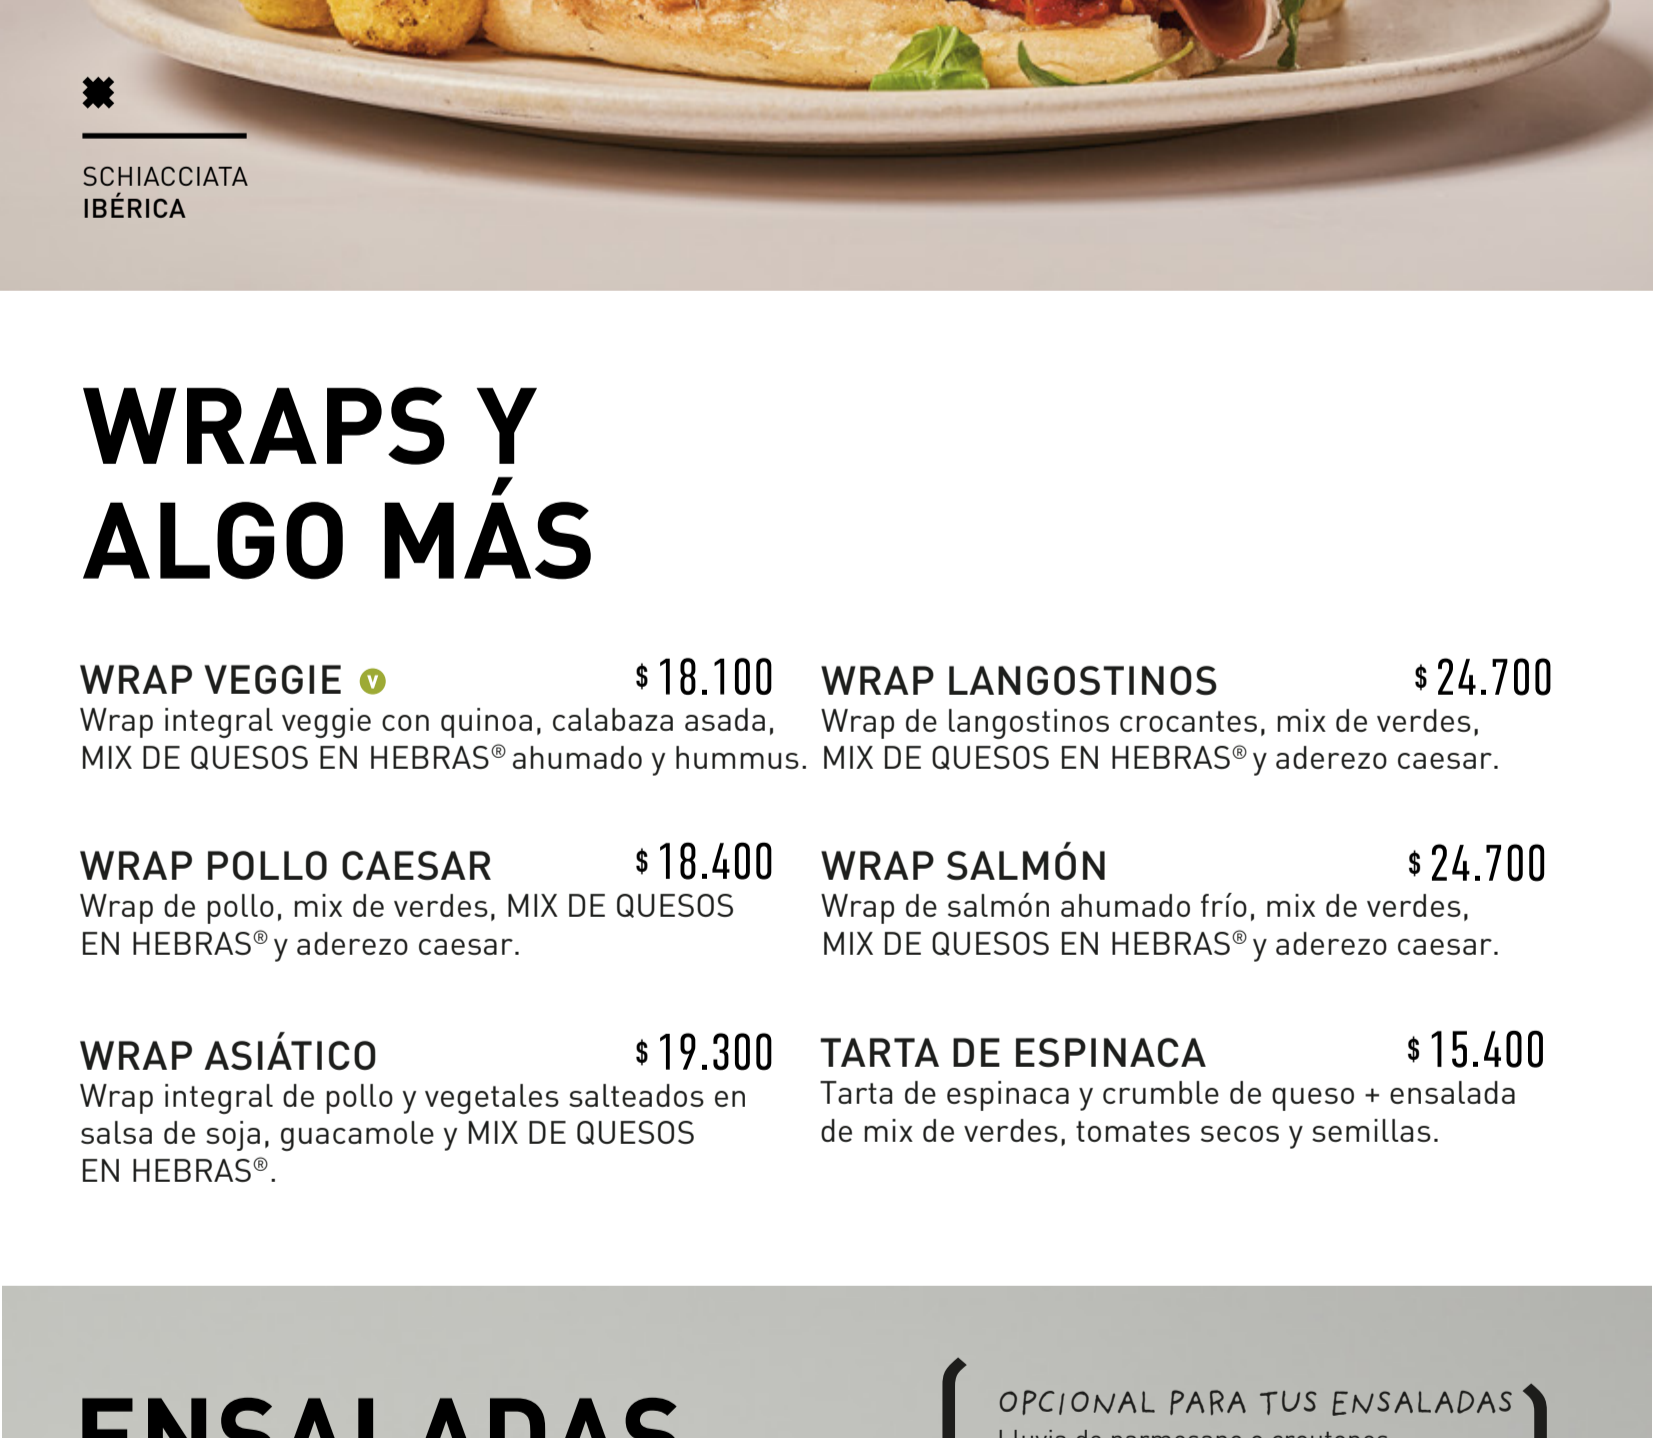 SCHIACCIATA
IBÉRICA
WRAPS Y
ALGO MÁS
WRAP VEGGIE V $18.100
Wrap integral veggie con quinoa, calabaza asada,
MIX DE QUESOS EN HEBRAS® ahumado y hummus.
WRAP POLLO CAESAR $18.400
Wrap de pollo, mix de verdes, MIX DE QUESOS
EN HEBRAS® y aderezo caesar.
WRAP ASIÁTICO $19.300
Wrap integral de pollo y vegetales salteados en
salsa de soja, guacamole y MIX DE QUESOS
EN HEBRAS®.
WRAP LANGOSTINOS $24.700
Wrap de langostinos crocantes, mix de verdes,
MIX DE QUESOS EN HEBRAS® y aderezo caesar.
WRAP SALMÓN $24.700
Wrap de salmón ahumado frío, mix de verdes,
MIX DE QUESOS EN HEBRAS® y aderezo caesar.
TARTA DE ESPINACA $15.400
Tarta de espinaca y crumble de queso + ensalada
de mix de verdes, tomates secos y semillas.
ENSALADAS
OPCIONAL PARA TUS ENSALADAS
Lluvia de parmesano o croutones